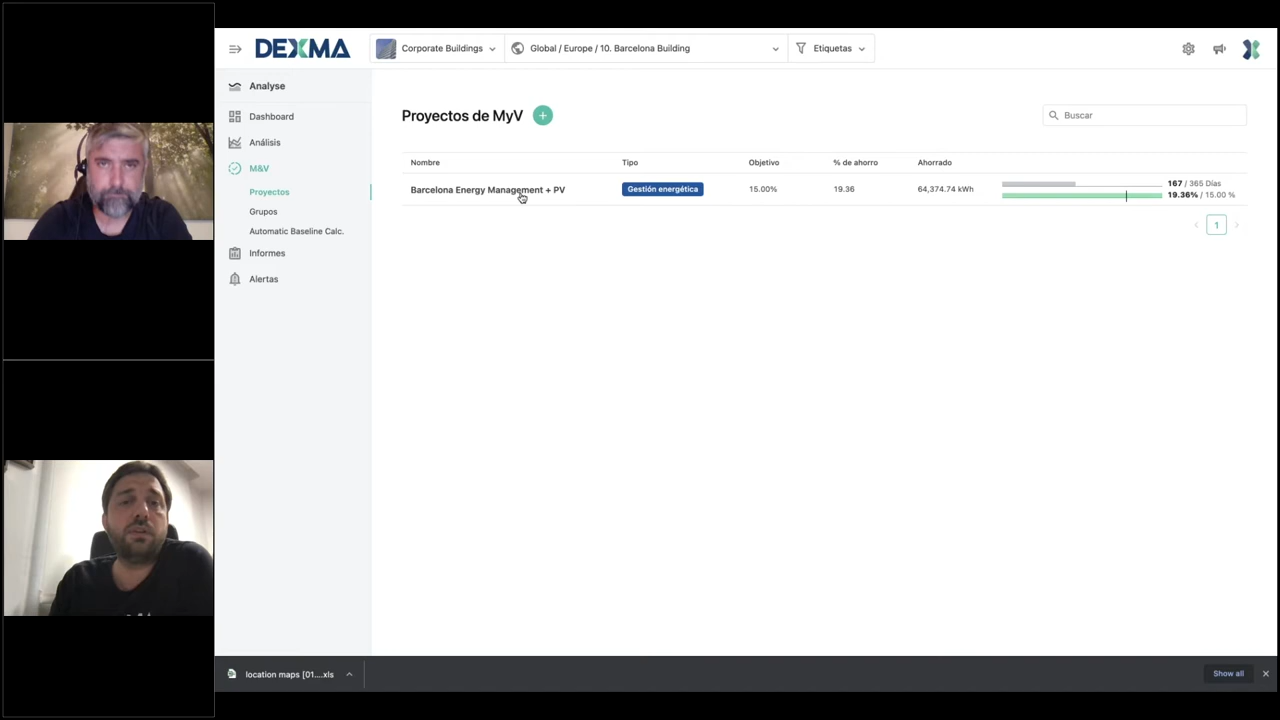 DEXMA
Corporate Buildings
Global / Europe / 10. Barcelona Building
Etiquetas
Analyse
Dashboard
Análisis
M&V
Proyectos
Grupos
Automatic Baseline Calc.
Informes
Alertas
Proyectos de MyV
+
Buscar
Nombre Tipo Objetivo % de ahorro Ahorrado
Barcelona Energy Management + PV Gestión energética 15.00% 19.36 64,374.74 kWh 167 / 365 Días
19.36% / 15.00 %
1
location maps [01....xls
Show all